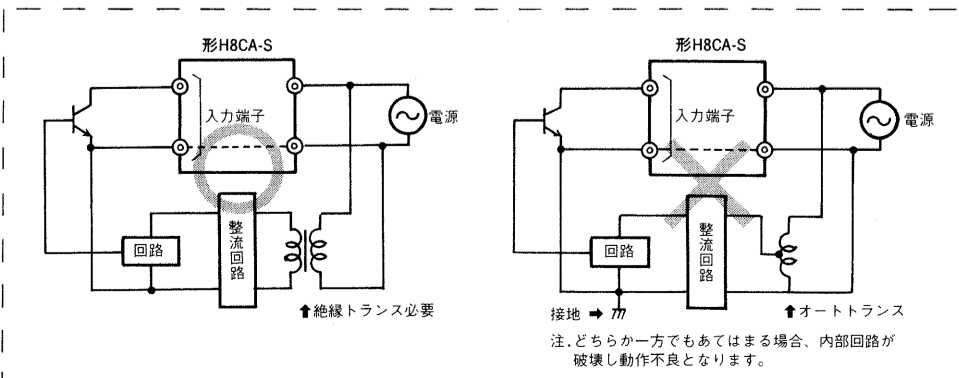 形H8CA-S
入力端子
電源
回路
整流回路
⬆絶縁トランス必要
形H8CA-S
入力端子
電源
回路
整流回路
接地➡
⬆オートトランス
注.どちらか一方でもあてはまる場合、内部回路が
破壊し動作不良となります。